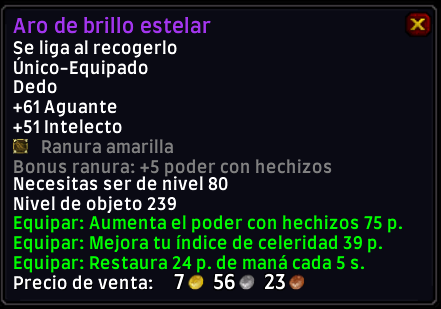 Aro de brillo estelar
Se liga al recogerlo
Único-Equipado
Dedo
+61 Aguante
+51 Intelecto
Ranura amarilla
Bonus ranura: +5 poder con hechizos
Necesitas ser de nivel 80
Nivel de objeto 239
Equipar: Aumenta el poder con hechizos 75 p.
Equipar: Mejora tu índice de celeridad 39 p.
Equipar: Restaura 24 p. de maná cada 5 s.
Precio de venta: 7 56 23